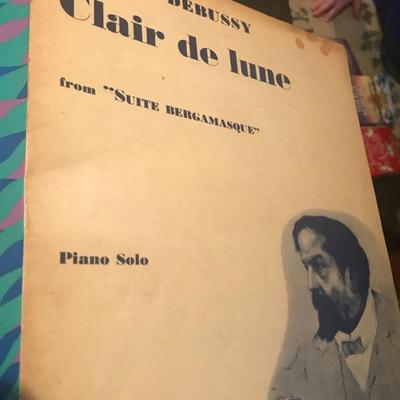 DEBUSSY
Clair de lune
from "SUITE BERGAMASQUE"
Piano Solo